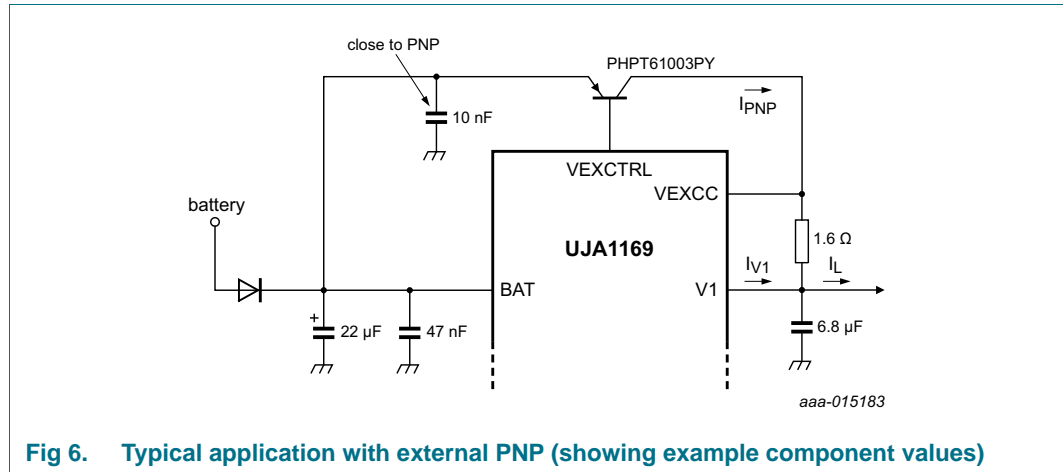 close to PNP
PHPT61003PY
I_PNP
10 nF
VEXCTRL
VEXCC
battery
1.6 Ω
UJA1169
I_V1
I_L
BAT
V1
+
22 µF
47 nF
6.8 µF
aaa-015183
Fig 6. Typical application with external PNP (showing example component values)